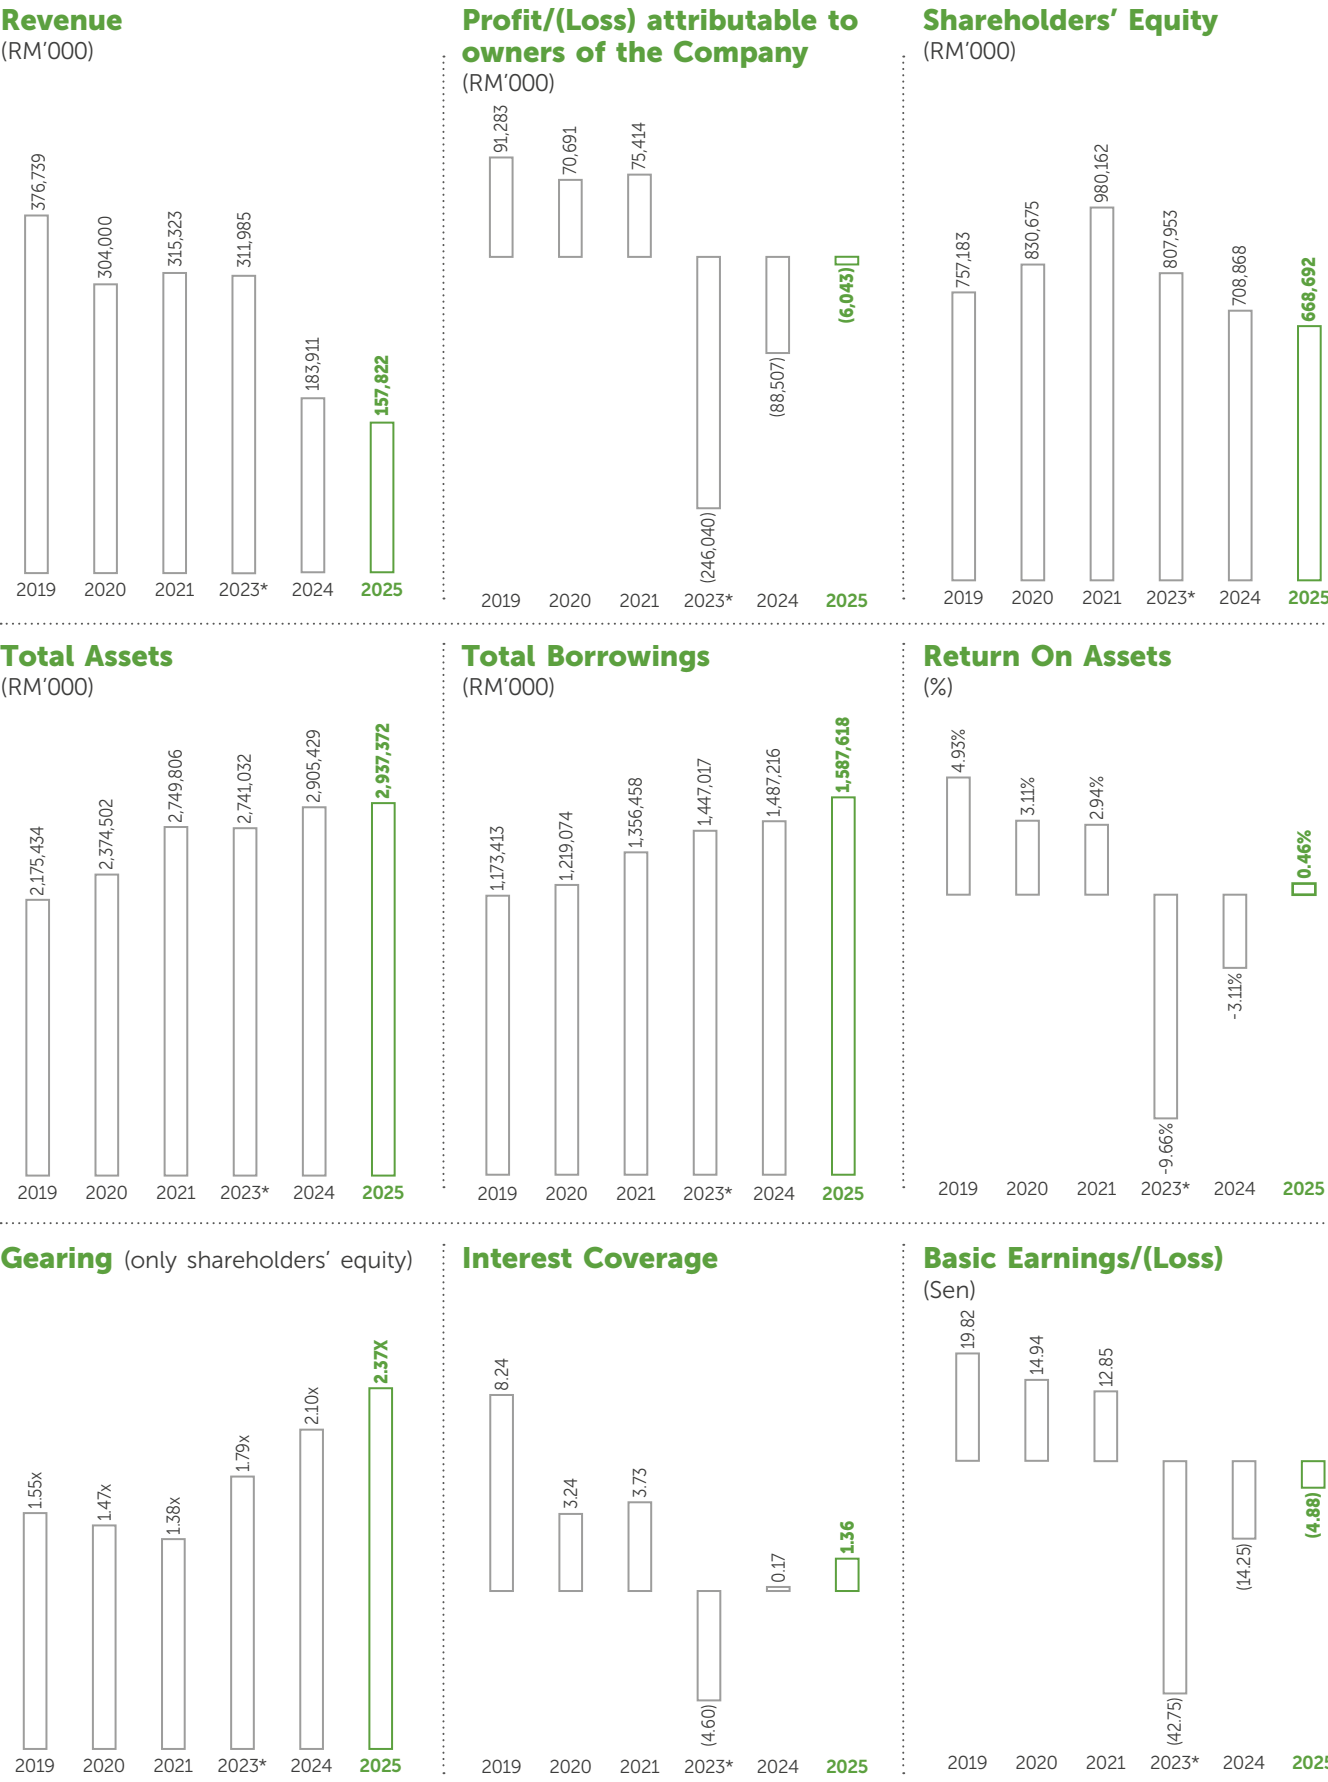 Revenue
(RM'000)
376,739
304,000
315,323
311,985
183,911
157,822
2019 2020 2021 2023* 2024 2025
Profit/(Loss) attributable to
owners of the Company
(RM'000)
91,283
70,691
75,414
(246,040)
(88,507)
(6,043)
2019 2020 2021 2023* 2024 2025
Shareholders' Equity
(RM'000)
757,183
830,675
980,162
807,953
708,868
668,692
2019 2020 2021 2023* 2024 2025
Total Assets
(RM'000)
2,175,434
2,374,502
2,749,806
2,741,032
2,905,429
2,937,372
2019 2020 2021 2023* 2024 2025
Total Borrowings
(RM'000)
1,173,413
1,219,074
1,356,458
1,447,017
1,487,216
1,587,618
2019 2020 2021 2023* 2024 2025
Return On Assets
(%)
4.93%
3.11%
2.94%
-9.66%
-3.11%
0.46%
2019 2020 2021 2023* 2024 2025
Gearing (only shareholders' equity)
1.55x
1.47x
1.38x
1.79x
2.10x
2.37X
2019 2020 2021 2023* 2024 2025
Interest Coverage
8.24
3.24
3.73
(4.60)
0.17
1.36
2019 2020 2021 2023* 2024 2025
Basic Earnings/(Loss)
(Sen)
19.82
14.94
12.85
(42.75)
(14.25)
(4.88)
2019 2020 2021 2023* 2024 2025